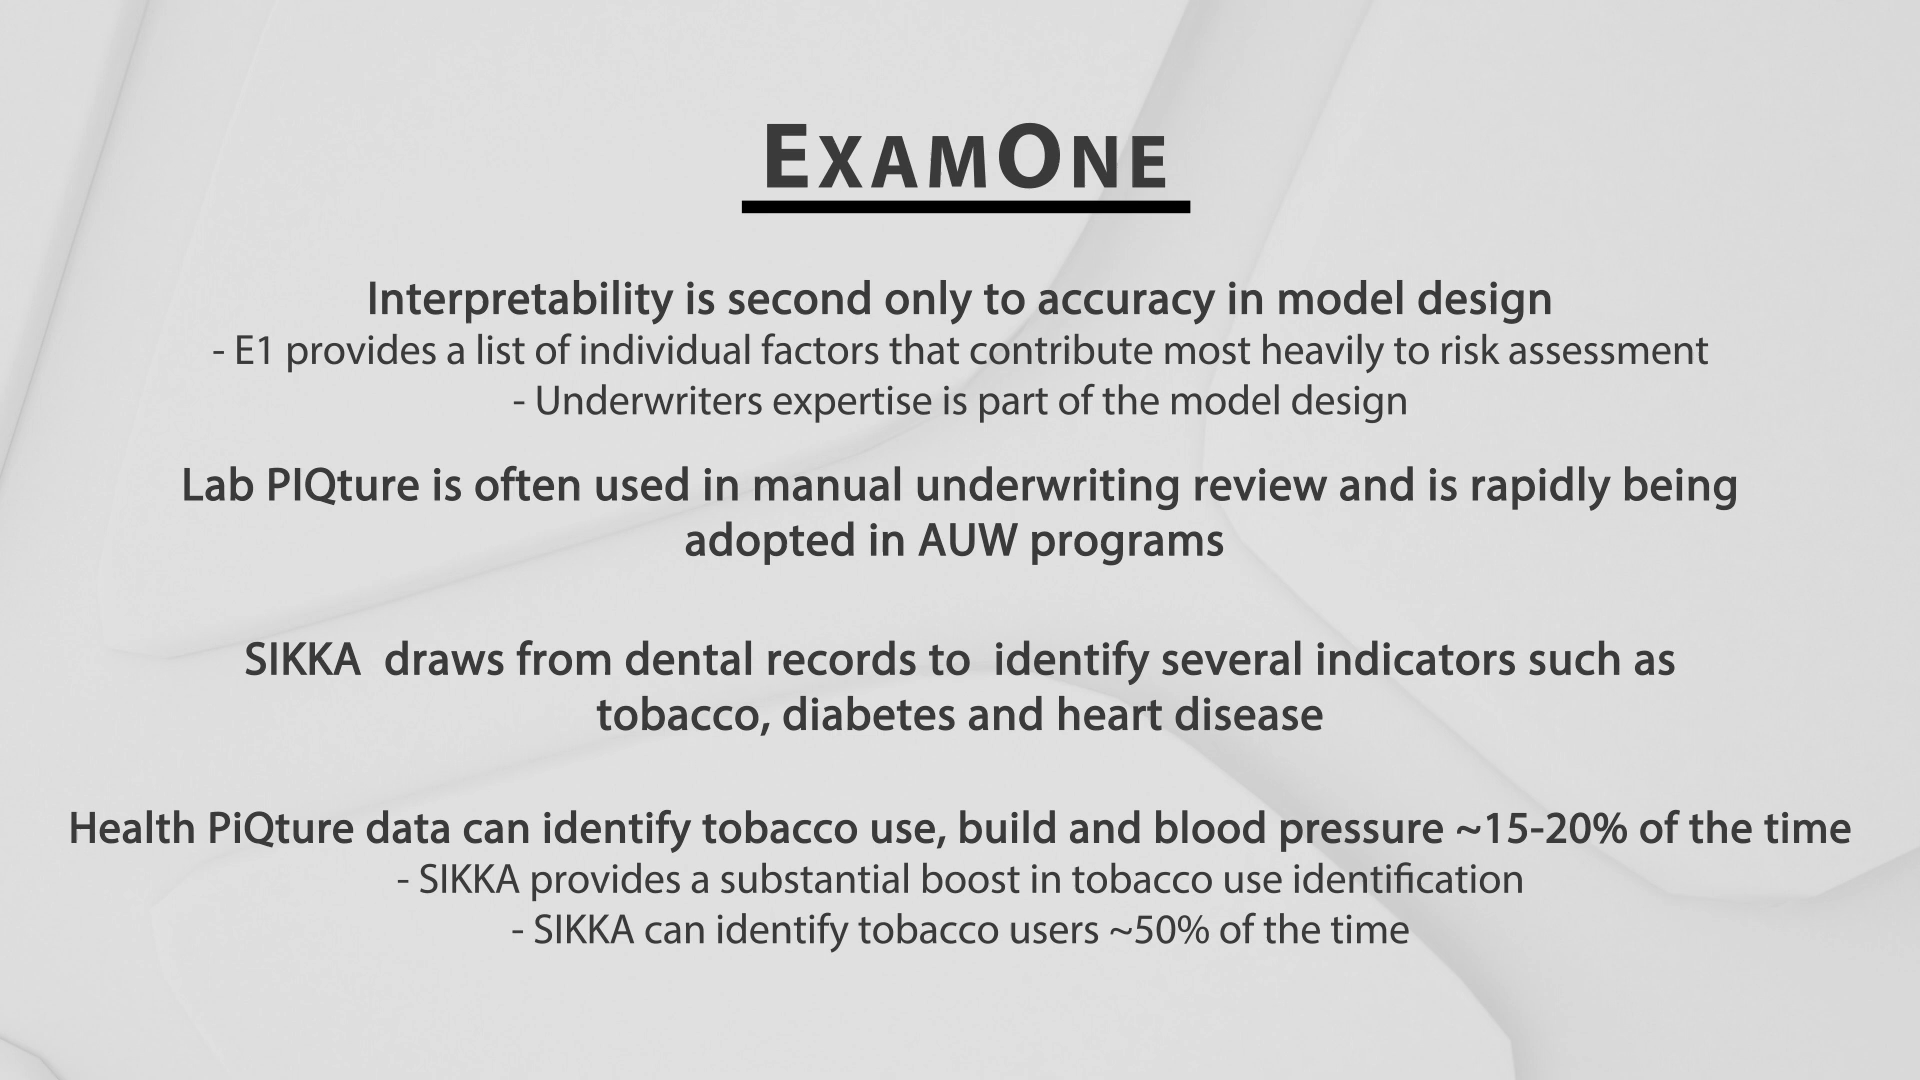 ExamOne
Interpretability is second only to accuracy in model design
- E1 provides a list of individual factors that contribute most heavily to risk assessment
- Underwriters expertise is part of the model design
Lab PIQture is often used in manual underwriting review and is rapidly being
adopted in AUW programs
SIKKA  draws from dental records to  identify several indicators such as
tobacco, diabetes and heart disease
Health PiQture data can identify tobacco use, build and blood pressure ~15-20% of the time
- SIKKA provides a substantial boost in tobacco use identification
- SIKKA can identify tobacco users ~50% of the time